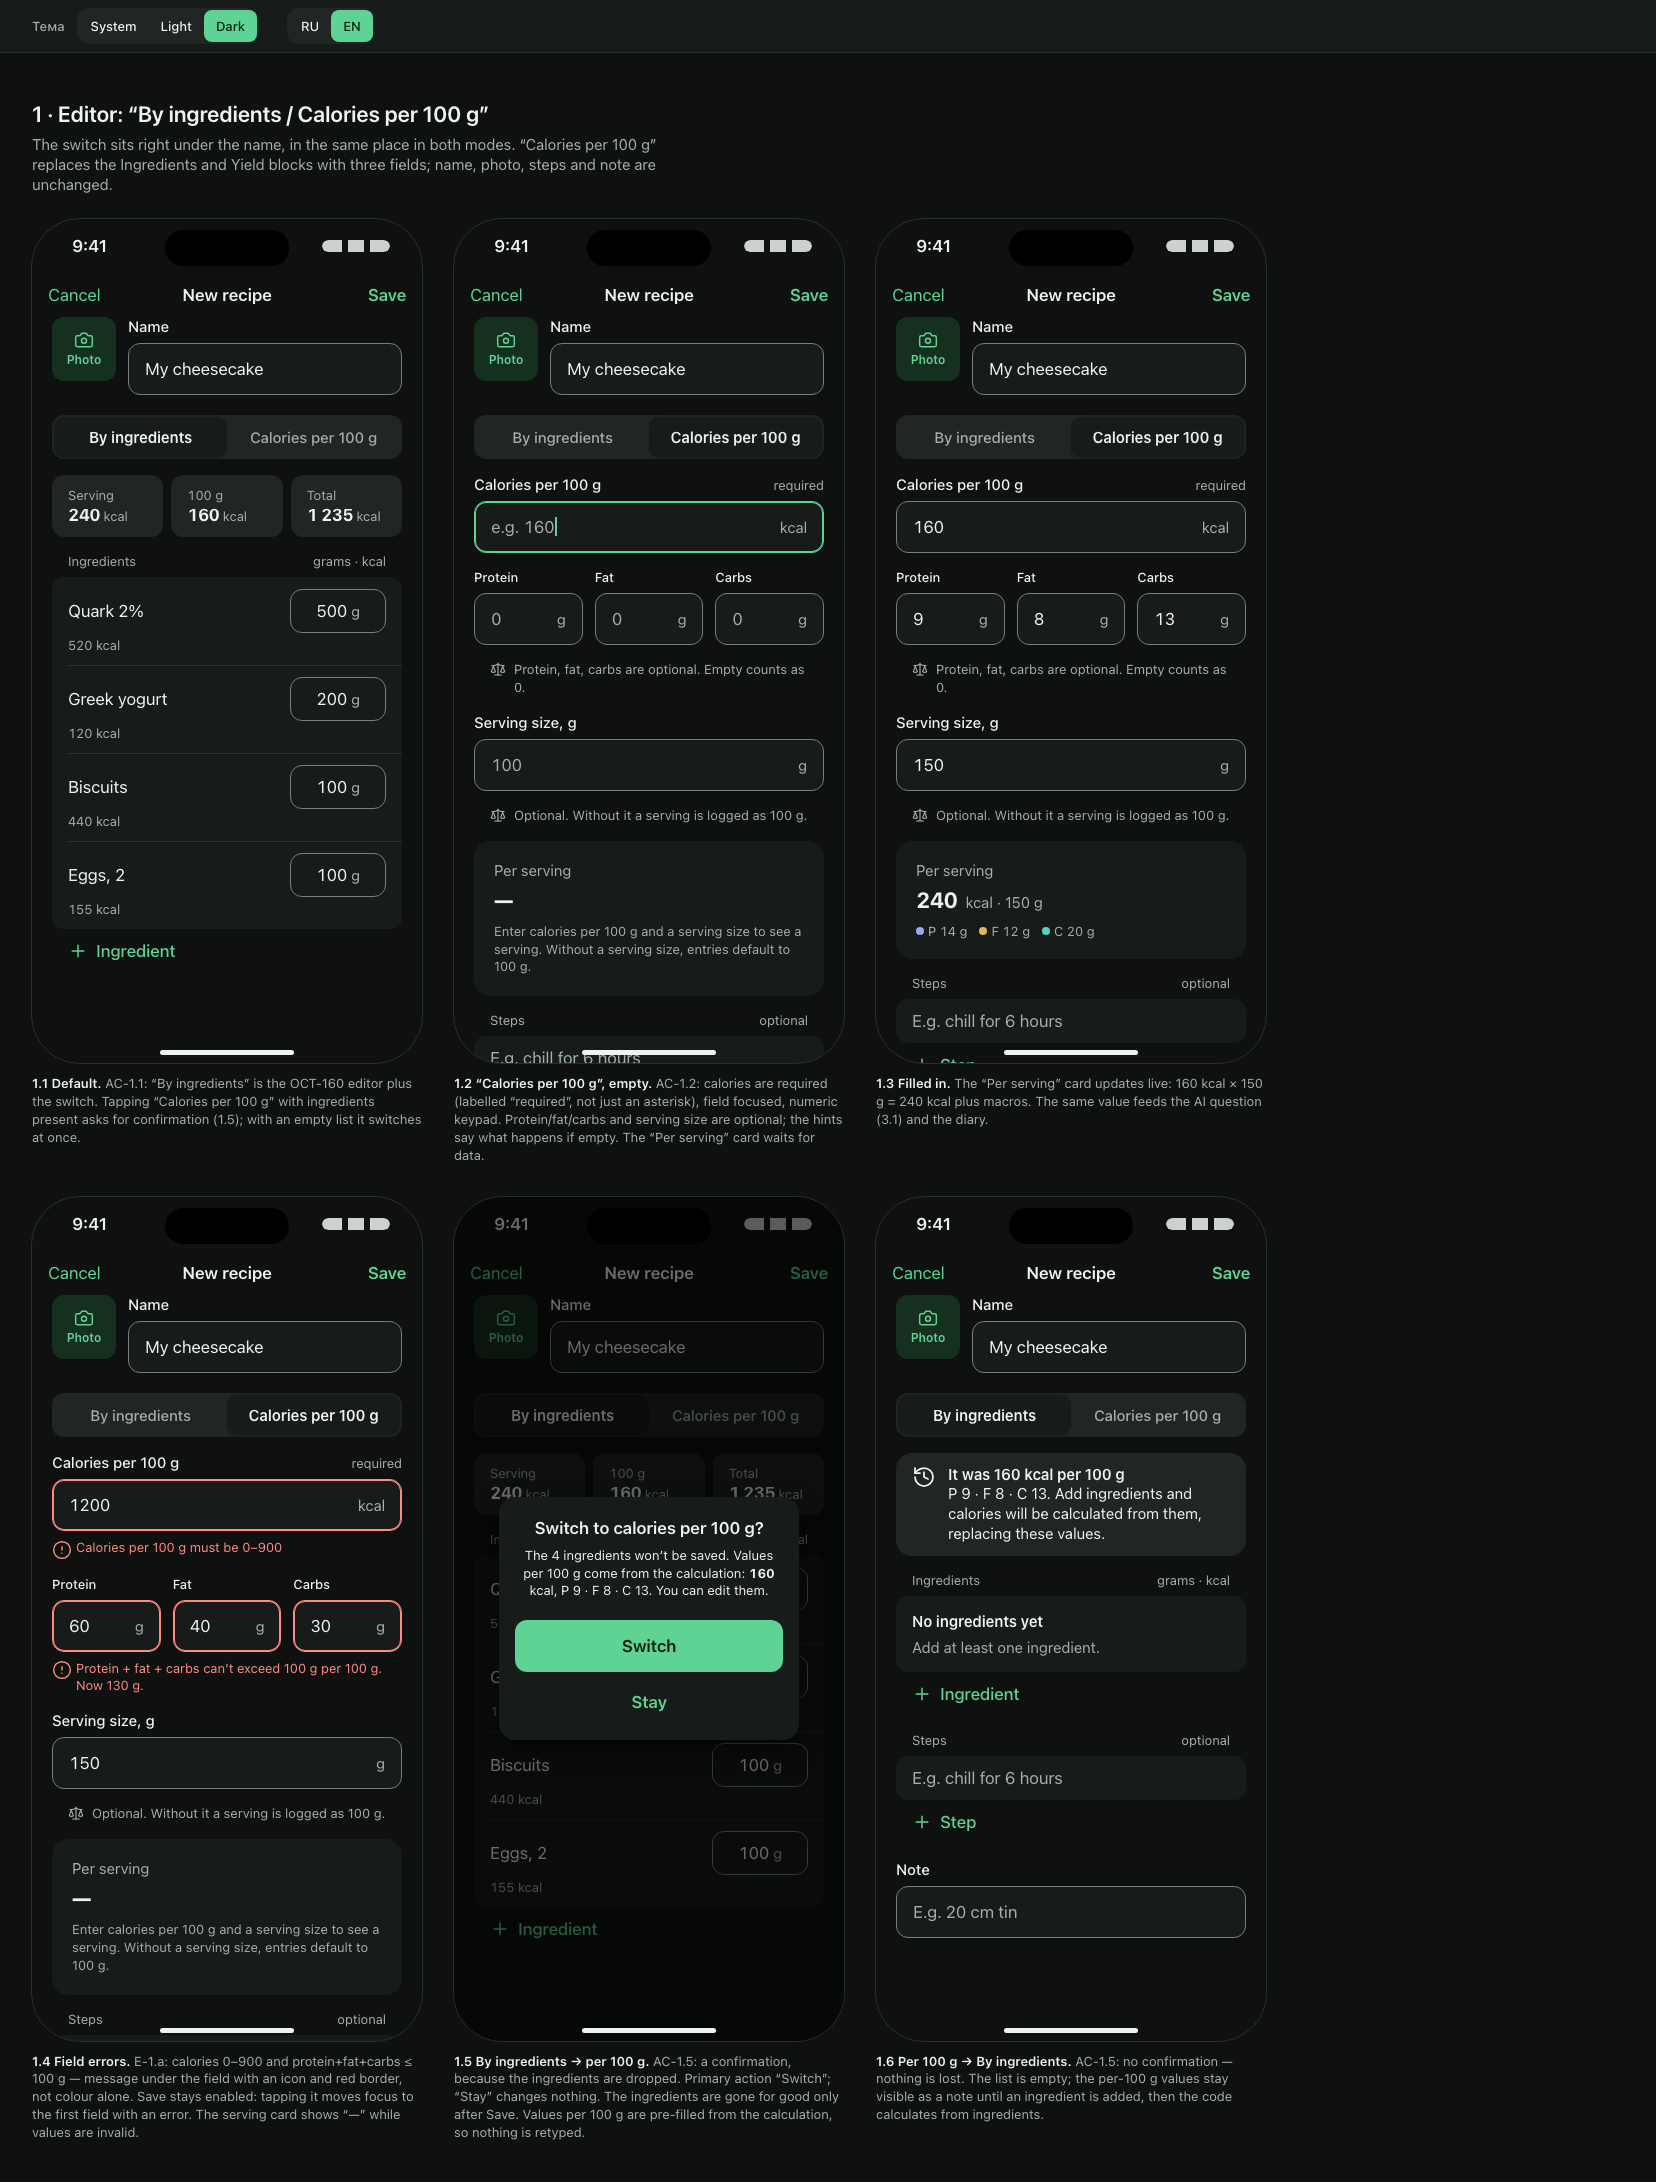 Тема System Light Dark RU EN
1 · Editor: “By ingredients / Calories per 100 g”
The switch sits right under the name, in the same place in both modes. “Calories per 100 g”
replaces the Ingredients and Yield blocks with three fields; name, photo, steps and note are
unchanged.
9:41
Cancel New recipe Save
Photo
Name
My cheesecake
By ingredients Calories per 100 g
Serving 100 g Total
240 kcal 160 kcal 1 235 kcal
Ingredients grams · kcal
Quark 2% 500 g
520 kcal
Greek yogurt 200 g
120 kcal
Biscuits 100 g
440 kcal
Eggs, 2 100 g
155 kcal
+ Ingredient
1.1 Default. AC-1.1: “By ingredients” is the OCT-160 editor plus
the switch. Tapping “Calories per 100 g” with ingredients
present asks for confirmation (1.5); with an empty list it switches
at once.
9:41
Cancel New recipe Save
Photo
Name
My cheesecake
By ingredients Calories per 100 g
Calories per 100 g required
e.g. 160 kcal
Protein Fat Carbs
0 g 0 g 0 g
Protein, fat, carbs are optional. Empty counts as
0.
Serving size, g
100 g
Optional. Without it a serving is logged as 100 g.
Per serving
—
Enter calories per 100 g and a serving size to see a
serving. Without a serving size, entries default to
100 g.
Steps optional
E.g. chill for 6 hours
1.2 “Calories per 100 g”, empty. AC-1.2: calories are required
(labelled “required”, not just an asterisk), field focused, numeric
keypad. Protein/fat/carbs and serving size are optional; the hints
say what happens if empty. The “Per serving” card waits for
data.
9:41
Cancel New recipe Save
Photo
Name
My cheesecake
By ingredients Calories per 100 g
Calories per 100 g required
160 kcal
Protein Fat Carbs
9 g 8 g 13 g
Protein, fat, carbs are optional. Empty counts as
0.
Serving size, g
150 g
Optional. Without it a serving is logged as 100 g.
Per serving
240 kcal · 150 g
P 14 g F 12 g C 20 g
Steps optional
E.g. chill for 6 hours
+ Step
1.3 Filled in. The “Per serving” card updates live: 160 kcal × 150
g = 240 kcal plus macros. The same value feeds the AI question
(3.1) and the diary.
9:41
Cancel New recipe Save
Photo
Name
My cheesecake
By ingredients Calories per 100 g
Calories per 100 g required
1200 kcal
Calories per 100 g must be 0–900
Protein Fat Carbs
60 g 40 g 30 g
Protein + fat + carbs can’t exceed 100 g per 100 g.
Now 130 g.
Serving size, g
150 g
Optional. Without it a serving is logged as 100 g.
Per serving
—
Enter calories per 100 g and a serving size to see a
serving. Without a serving size, entries default to
100 g.
Steps optional
1.4 Field errors. E-1.a: calories 0–900 and protein+fat+carbs ≤
100 g — message under the field with an icon and red border,
not colour alone. Save stays enabled: tapping it moves focus to
the first field with an error. The serving card shows “—” while
values are invalid.
9:41
Cancel New recipe Save
Photo
Name
My cheesecake
By ingredients Calories per 100 g
Serving 100 g Total
240 kcal 160 kcal 1 235 kcal
Switch to calories per 100 g?
The 4 ingredients won’t be saved. Values
per 100 g come from the calculation: 160
kcal, P 9 · F 8 · C 13. You can edit them.
Switch
Stay
Biscuits 100 g
440 kcal
Eggs, 2 100 g
155 kcal
+ Ingredient
1.5 By ingredients → per 100 g. AC-1.5: a confirmation,
because the ingredients are dropped. Primary action “Switch”;
“Stay” changes nothing. The ingredients are gone for good only
after Save. Values per 100 g are pre-filled from the calculation,
so nothing is retyped.
9:41
Cancel New recipe Save
Photo
Name
My cheesecake
By ingredients Calories per 100 g
It was 160 kcal per 100 g
P 9 · F 8 · C 13. Add ingredients and
calories will be calculated from them,
replacing these values.
Ingredients grams · kcal
No ingredients yet
Add at least one ingredient.
+ Ingredient
Steps optional
E.g. chill for 6 hours
+ Step
Note
E.g. 20 cm tin
1.6 Per 100 g → By ingredients. AC-1.5: no confirmation —
nothing is lost. The list is empty; the per-100 g values stay
visible as a note until an ingredient is added, then the code
calculates from ingredients.